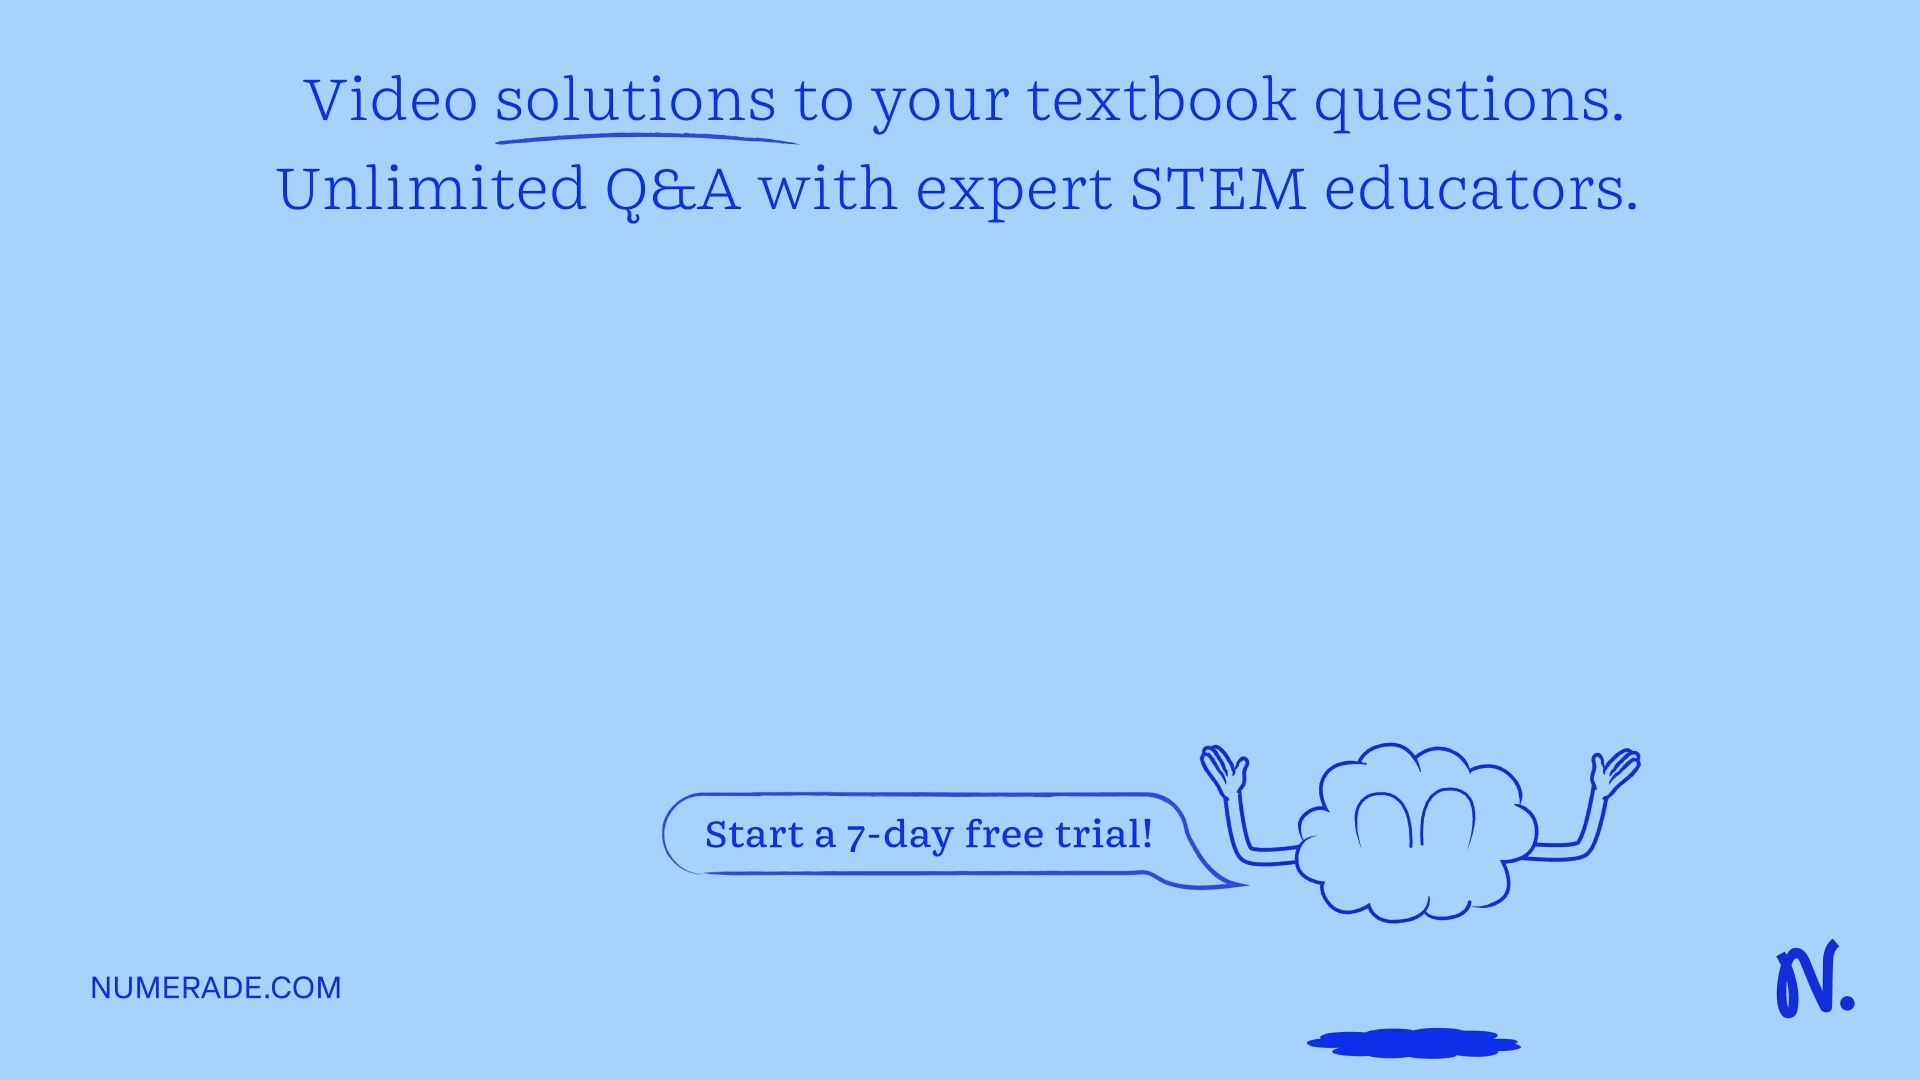 Video solutions to your textbook questions.
Unlimited Q&A with expert STEM educators.
Start a 7-day free trial!
NUMERADE.COM
N.